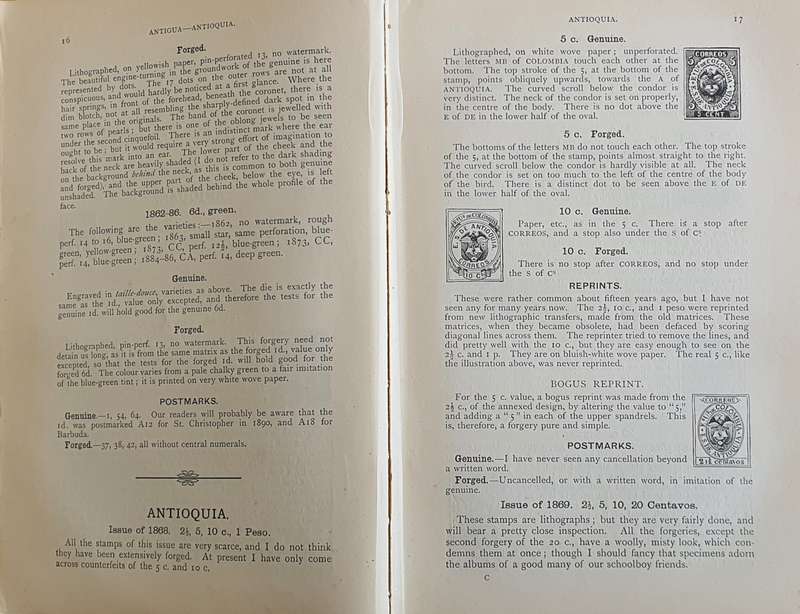 16
ANTIGUA—ANTIOQUIA.
Forged.
Lithographed, on yellowish paper, pin-perforated 13, no watermark.
The beautiful engine-turning in the groundwork of the genuine is here
represented by dots. The 17 dots on the outer rows are not at all
conspicuous, and would hardly be noticed at a first glance. Where the
hair springs, in front of the forehead, beneath the coronet, there is a
dim blotch, not at all resembling the sharply-defined dark spot in the
same place in the originals. The band of the coronet is jewelled with
two rows of pearls; but there is one of the oblong jewels to be seen
under the second cinquefoil. There is an indistinct mark where the ear
ought to be; but it would require a very strong effort of imagination to
resolve this mark into an ear. The lower part of the cheek and the
back of the neck are heavily shaded (I do not refer to the dark shading
on the background behind the neck, as this is common to both genuine
and forged), and the upper part of the cheek, below the eye, is left
unshaded. The background is shaded behind the whole profile of the
face.
1862-86. 6d., green.
The following are the varieties:—1862, no watermark, rough
perf. 14 to 16, blue-green; 1863, small star, same perforation, blue-
green, yellow-green; 1873, CC, perf. 12½, blue-green; 1873, CC,
perf. 14, blue-green; 1884-86, CA, perf. 14, deep green.
Genuine.
Engraved in taille-douce, varieties as above. The die is exactly the
same as the 1d., value only excepted, and therefore the tests for the
genuine 1d. will hold good for the genuine 6d.
Forged.
Lithographed, pin-perf. 13, no watermark. This forgery need not
detain us long, as it is from the same matrix as the forged 1d., value only
excepted, so that the tests for the forged 1d. will hold good for the
forged 6d. The colour varies from a pale chalky green to a fair imitation
of the blue-green tint; it is printed on very white wove paper.
POSTMARKS.
Genuine.—1, 54, 64. Our readers will probably be aware that the
1d. was postmarked A12 for St. Christopher in 1890, and A18 for
Barbuda.
Forged.—37, 38, 42, all without central numerals.
ANTIOQUIA.
Issue of 1868. 2½, 5, 10 c., 1 Peso.
All the stamps of this issue are very scarce, and I do not think
they have been extensively forged. At present I have only come
across counterfeits of the 5 c. and 10 c.
ANTIOQUIA.
17
5 c. Genuine.
Lithographed, on white wove paper; unperforated.
The letters MB of COLOMBIA touch each other at the
bottom. The top stroke of the 5, at the bottom of the
stamp, points obliquely upwards, towards the A of
ANTIOQUIA. The curved scroll below the condor is
very distinct. The neck of the condor is set on properly,
in the centre of the body. There is no dot above the
E of DE in the lower half of the oval.
CORREOS
5 CENT
5 c. Forged.
The bottoms of the letters MB do not touch each other. The top stroke
of the 5, at the bottom of the stamp, points almost straight to the right.
The curved scroll below the condor is hardly visible at all. The neck
of the condor is set on too much to the left of the centre of the body
of the bird. There is a distinct dot to be seen above the E of DE
in the lower half of the oval.
E. S. DE ANTIOQUIA
CORREOS
10 Cs
10 c. Genuine.
Paper, etc., as in the 5 c. There is a stop after
CORREOS, and a stop also under the S of Cs
10 c. Forged.
There is no stop after CORREOS, and no stop under
the S of Cs
REPRINTS.
These were rather common about fifteen years ago, but I have not
seen any for many years now. The 2½, 10 c., and 1 peso were reprinted
from new lithographic transfers, made from the old matrices. These
matrices, when they became obsolete, had been defaced by scoring
diagonal lines across them. The reprinter tried to remove the lines, and
did pretty well with the 10 c, but they are easy enough to see on the
2½ c. and 1 p. They are on bluish-white wove paper. The real 5 c., like
the illustration above, was never reprinted.
BOGUS REPRINT.
For the 5 c. value, a bogus reprint was made from the
2½ c., of the annexed design, by altering the value to "5,"
and adding a "5" in each of the upper spandrels. This
is, therefore, a forgery pure and simple.
CORREOS
2½ centavos
POSTMARKS.
Genuine.—I have never seen any cancellation beyond
a written word.
Forged.—Uncancelled, or with a written word, in imitation of the
genuine.
Issue of 1869. 2½, 5, 10, 20 Centavos.
These stamps are lithographs; but they are very fairly done, and
will bear a pretty close inspection. All the forgeries, except the
second forgery of the 20 c., have a woolly, misty look, which con-
demns them at once; though I should fancy that specimens adorn
the albums of a good many of our schoolboy friends.
C